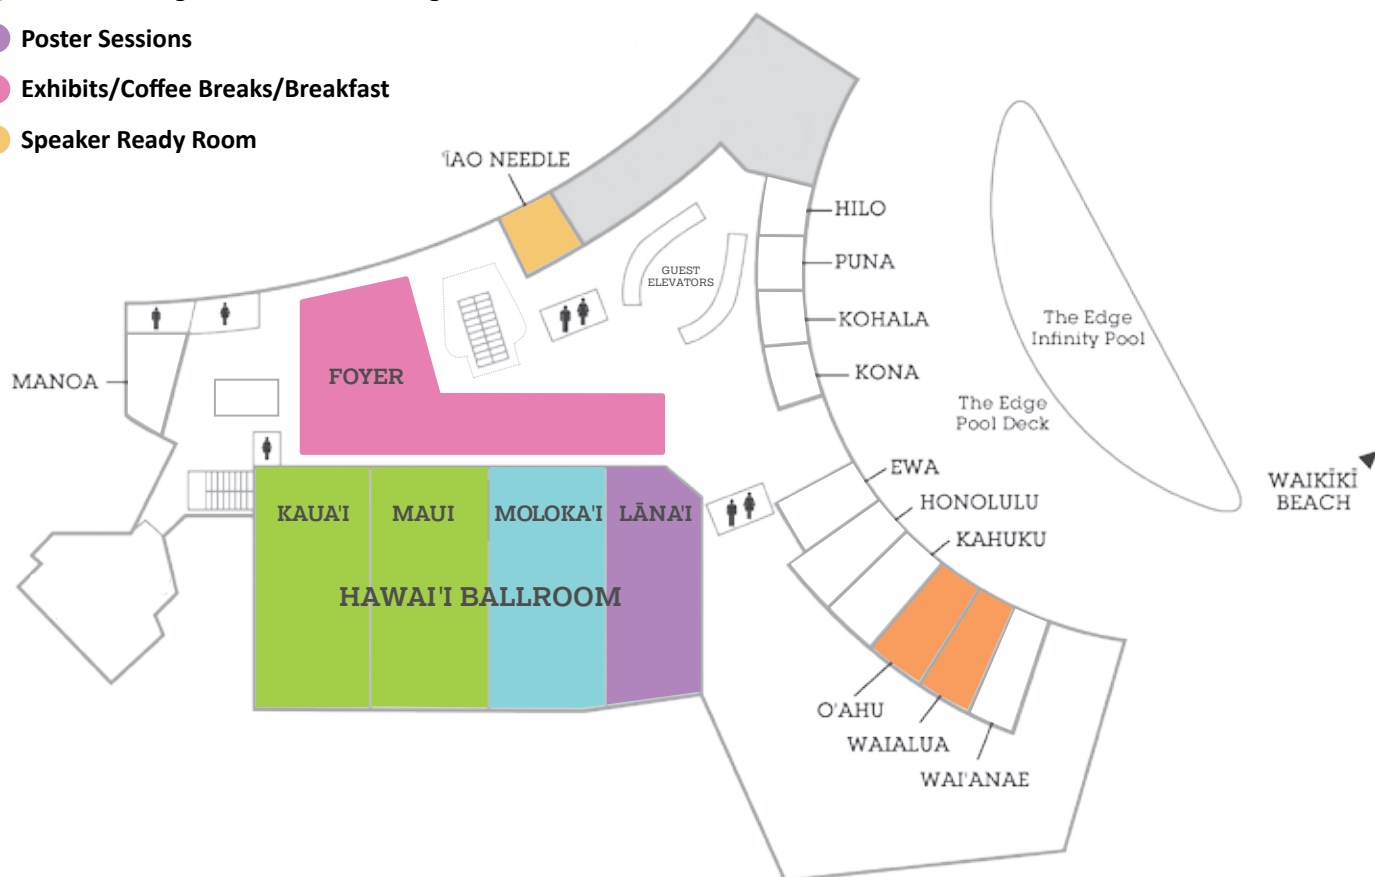 Poster Sessions
Exhibits/Coffee Breaks/Breakfast
Speaker Ready Room
ʻĪAO NEEDLE
HILO
GUEST
ELEVATORS
PUNA
KOHALA
The Edge
Infinity Pool
MANOA
FOYER
KONA
The Edge
Pool Deck
EWA
WAIKĪKĪ
BEACH
HONOLULU
KAUA'I
MAUI
MOLOKA'I
LĀNA'I
KAHUKU
HAWAI'I BALLROOM
O'AHU
WAIALUA
WAI'ANAE